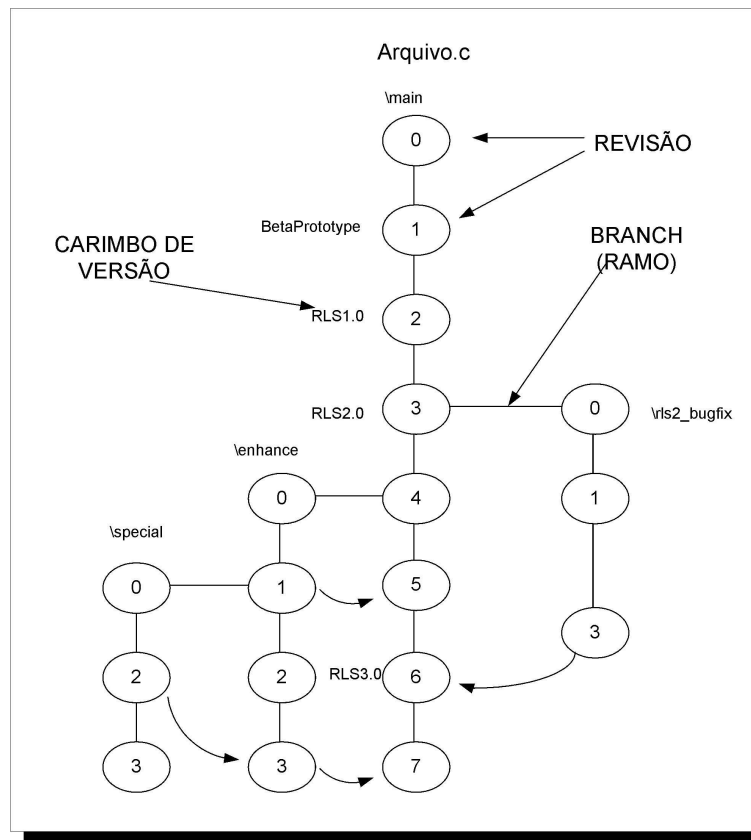 Arquivo.c
\main
0
REVISÃO
BetaPrototype
1
CARIMBO DE
VERSÃO
BRANCH
(RAMO)
RLS1.0
2
RLS2.0
3
0
\rls2_bugfix
\enhance
0
4
1
\special
0
1
5
3
2
2
RLS3.0
6
3
3
7